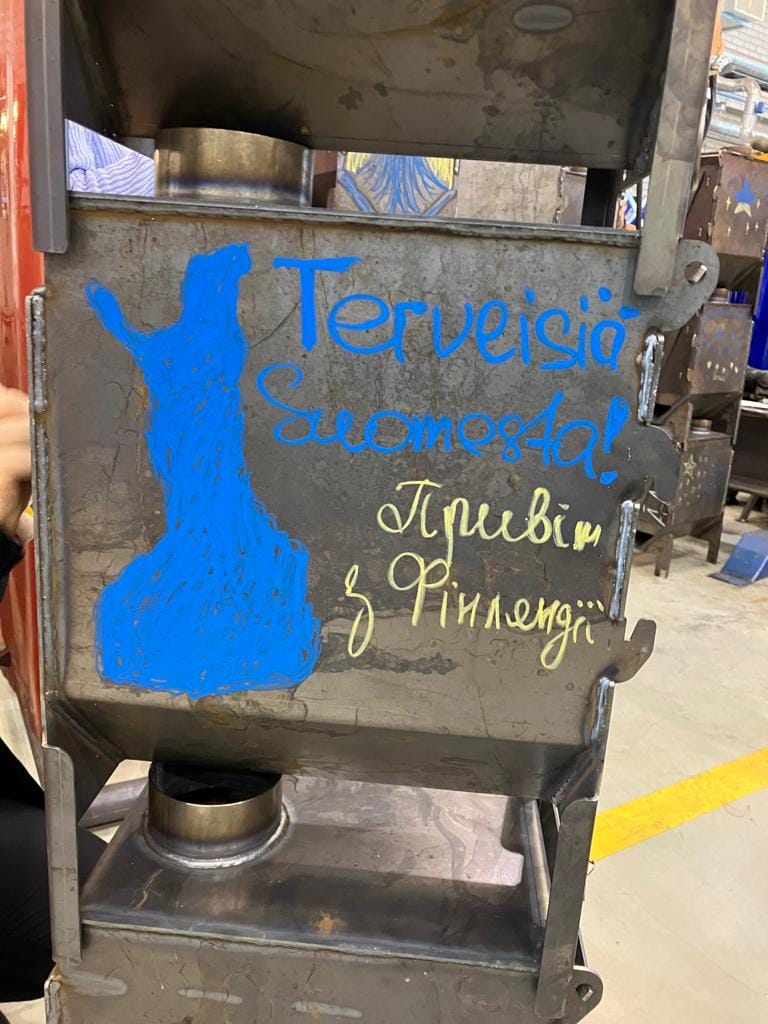 Terveisiä
Suomesta!
Привіт
з Фінляндії